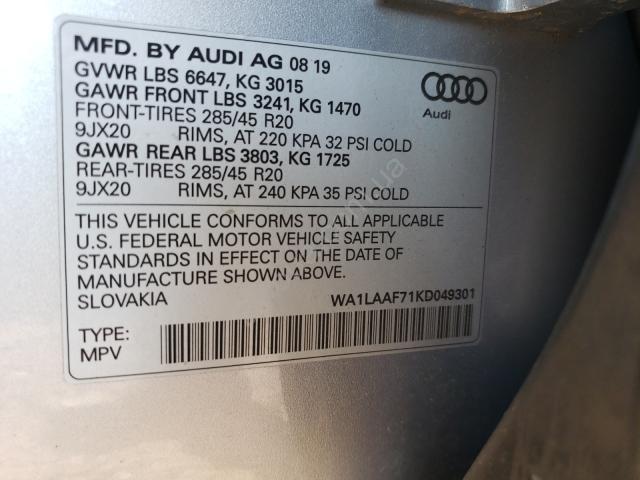 MFD. BY AUDI AG 08 19
GVWR LBS 6647, KG 3015
GAWR FRONT LBS 3241, KG 1470
FRONT-TIRES 285/45 R20
9JX20 RIMS, AT 220 KPA 32 PSI COLD
GAWR REAR LBS 3803, KG 1725
REAR-TIRES 285/45 R20
9JX20 RIMS, AT 240 KPA 35 PSI COLD
Audi
THIS VEHICLE CONFORMS TO ALL APPLICABLE
U.S. FEDERAL MOTOR VEHICLE SAFETY
STANDARDS IN EFFECT ON THE DATE OF
MANUFACTURE SHOWN ABOVE.
SLOVAKIA WA1LAAF71KD049301
TYPE:
MPV